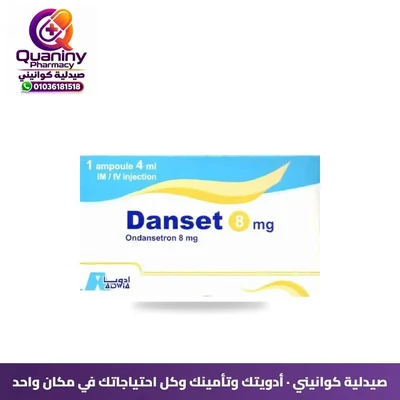 Quaniny
Pharmacy
صيدلية كوانيني
01036181518
1 ampoule 4 ml
IM / IV injection
Danset 8 mg
Ondansetron 8 mg
ادويا
ADWIA
صيدلية كوانيني - أدويتك وتأمينك وكل احتياجاتك في مكان واحد